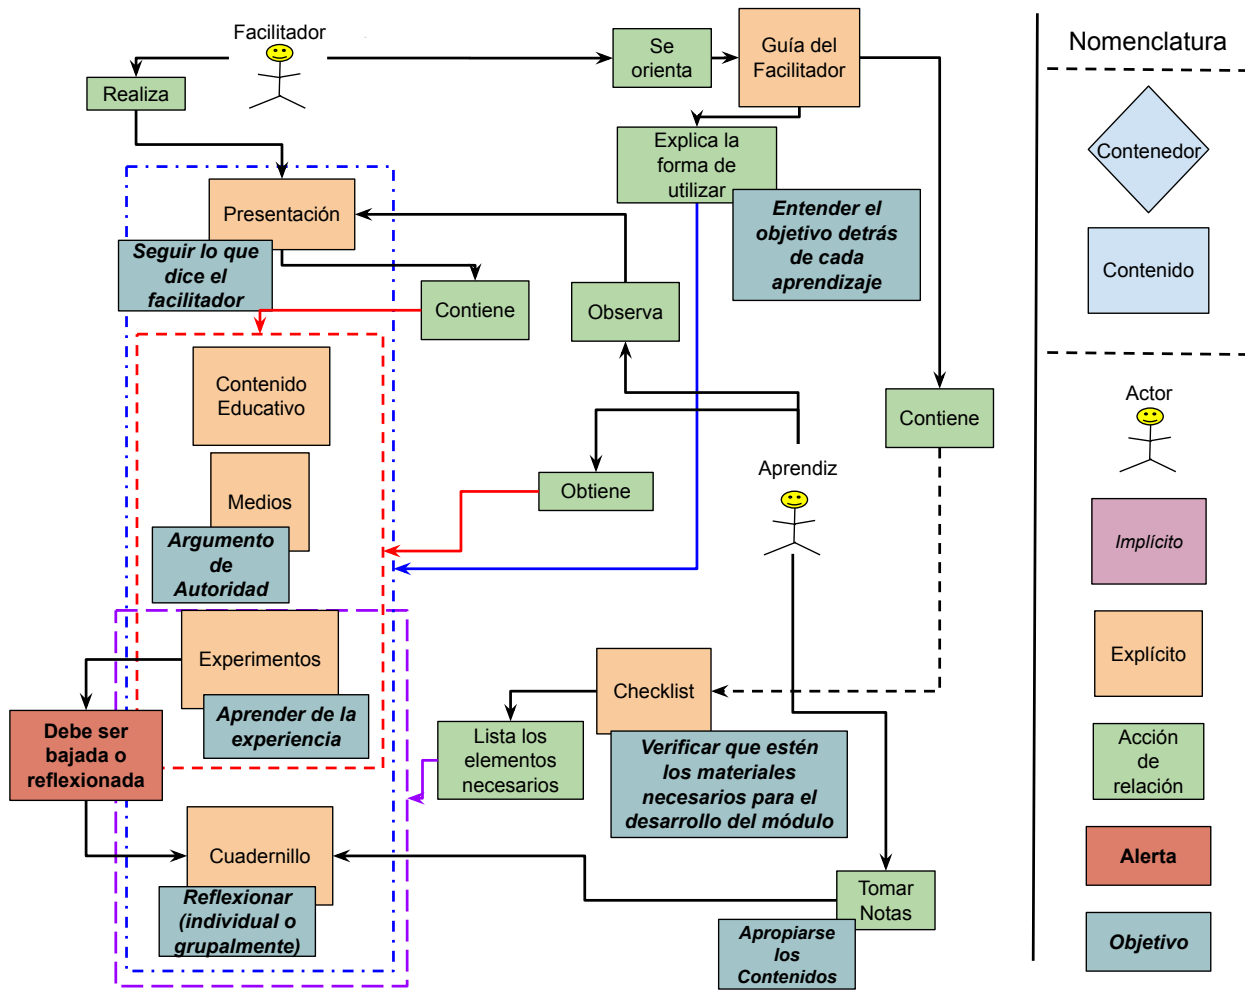 Facilitador
Se
orienta
Guía del
Facilitador
Realiza
Explica la
forma de
utilizar
Entender el
objetivo detrás
de cada
aprendizaje
Presentación
Seguir lo que
dice el
facilitador
Contiene
Observa
Contenido
Educativo
Contiene
Medios
Argumento
de
Autoridad
Obtiene
Aprendiz
Experimentos
Aprender de la
experiencia
Debe ser
bajada o
reflexionada
Checklist
Lista los
elementos
necesarios
Verificar que estén
los materiales
necesarios para el
desarrollo del módulo
Cuadernillo
Reflexionar
(individual o
grupalmente)
Tomar
Notas
Apropiarse
los
Contenidos
Nomenclatura
Contenedor
Contenido
Actor
Implícito
Explícito
Acción
de
relación
Alerta
Objetivo